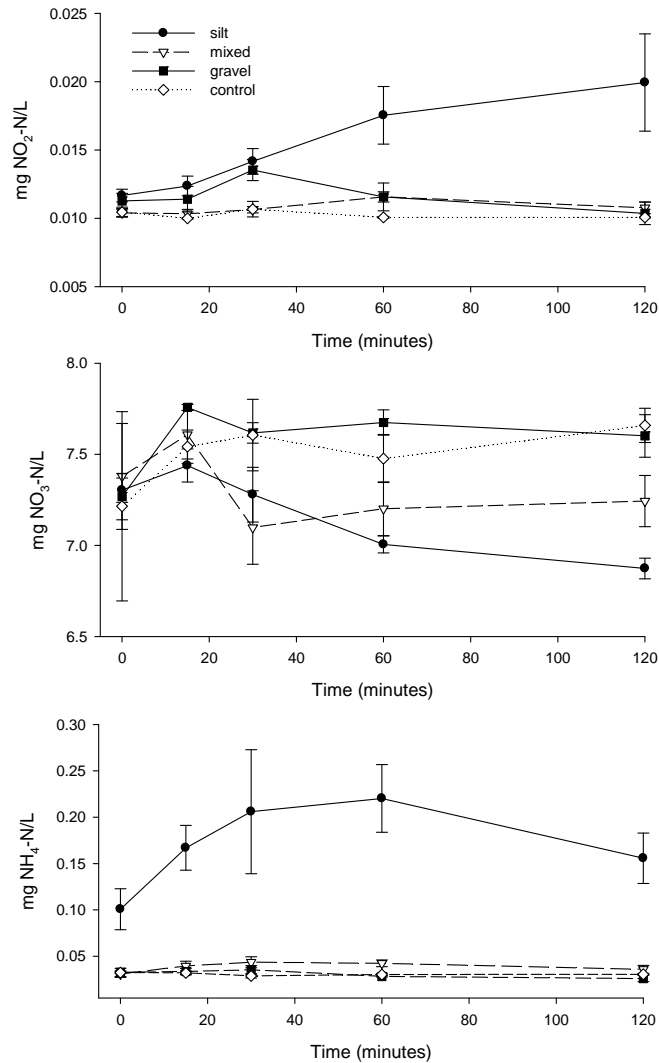 0.025
0.020
0.015
0.010
0.005
mg NO2-N/L
silt
mixed
gravel
control
0 20 40 60 80 100 120
Time (minutes)
8.0
7.5
7.0
6.5
mg NO3-N/L
0 20 40 60 80 100 120
Time (minutes)
0.30
0.25
0.20
0.15
0.10
0.05
mg NH4-N/L
0 20 40 60 80 100 120
Time (minutes)